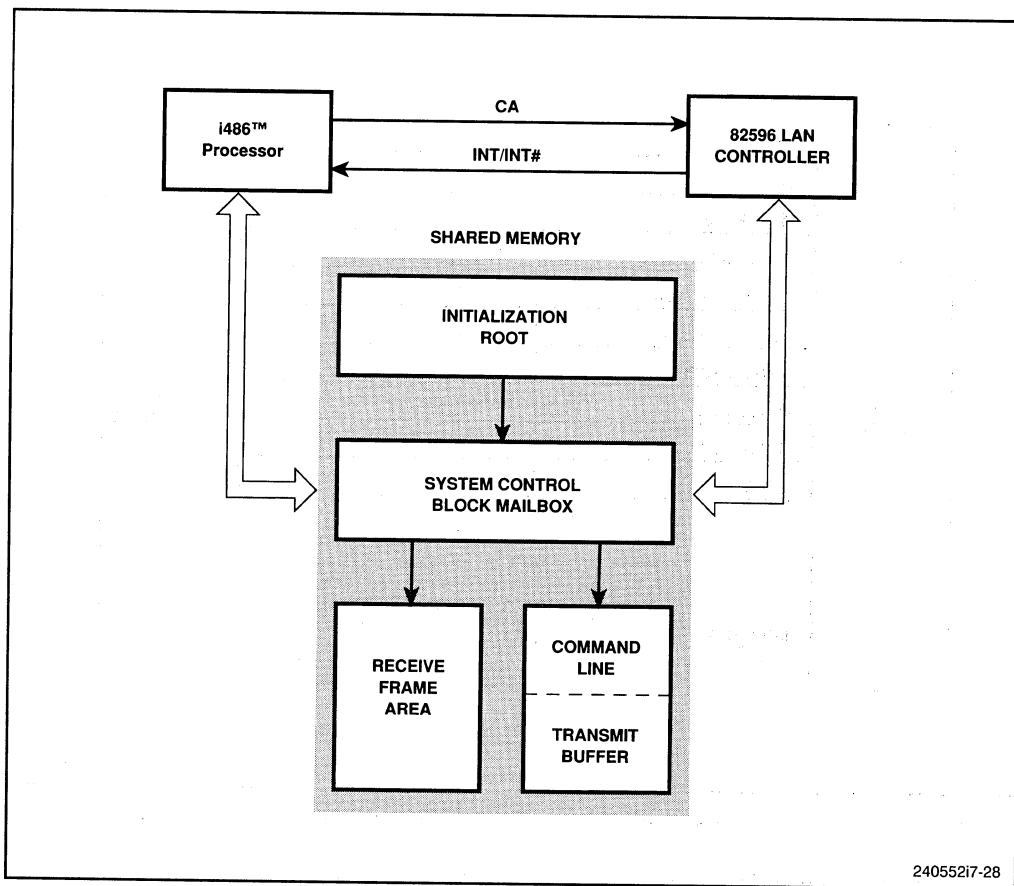 i486™
Processor
CA
INT/INT#
82596 LAN
CONTROLLER
SHARED MEMORY
INITIALIZATION
ROOT
SYSTEM CONTROL
BLOCK MAILBOX
RECEIVE
FRAME
AREA
COMMAND
LINE
TRANSMIT
BUFFER
240552i7-28